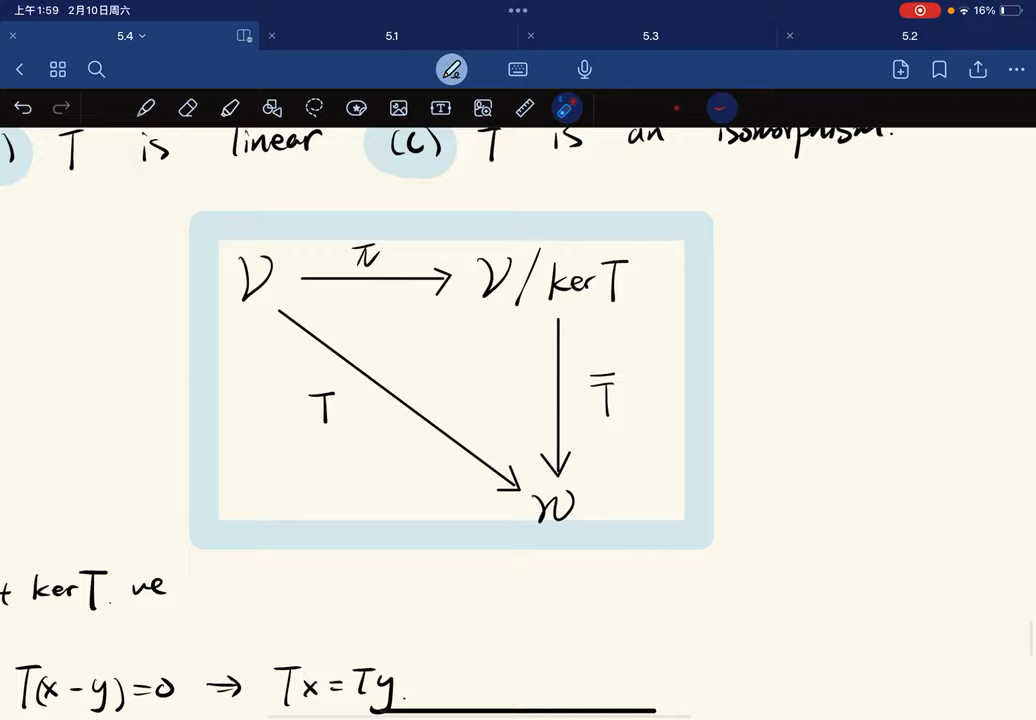 上午1:59 2月10日周六
16%
5.4
5.1
5.3
5.2
) T is linear (c) T is an isomorphism.
V π V/ker T
T T̅
W
ker T. ve
T(x-y)=0 → Tx=Ty.